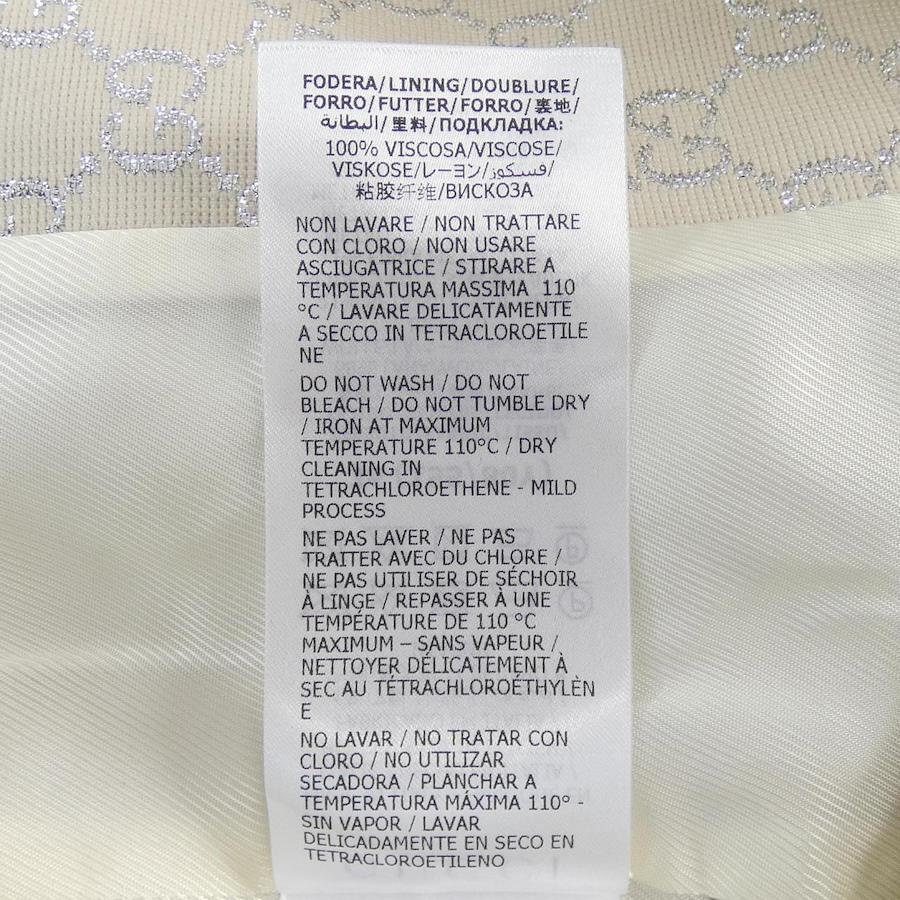 FODERA/LINING/DOUBLURE/
FORRO/FUTTER/FORRO/裏地/
البطانة/里料/ПОДКЛАДКА:
100% VISCOSA/VISCOSE/
VISKOSE/レーヨン/فسكوز/
粘胶纤维/ВИСКОЗА
NON LAVARE / NON TRATTARE
CON CLORO / NON USARE
ASCIUGATRICE / STIRARE A
TEMPERATURA MASSIMA 110
°C / LAVARE DELICATAMENTE
A SECCO IN TETRACLOROETILE
NE
DO NOT WASH / DO NOT
BLEACH / DO NOT TUMBLE DRY
/ IRON AT MAXIMUM
TEMPERATURE 110°C / DRY
CLEANING IN
TETRACHLOROETHENE - MILD
PROCESS
NE PAS LAVER / NE PAS
TRAITER AVEC DU CHLORE /
NE PAS UTILISER DE SÉCHOIR
À LINGE / REPASSER À UNE
TEMPÉRATURE DE 110 °C
MAXIMUM – SANS VAPEUR /
NETTOYER DÉLICATEMENT À
SEC AU TÉTRACHLOROÉTHYLÈN
E
NO LAVAR / NO TRATAR CON
CLORO / NO UTILIZAR
SECADORA / PLANCHAR A
TEMPERATURA MÁXIMA 110° -
SIN VAPOR / LAVAR
DELICADAMENTE EN SECO EN
TETRACLOROETILENO